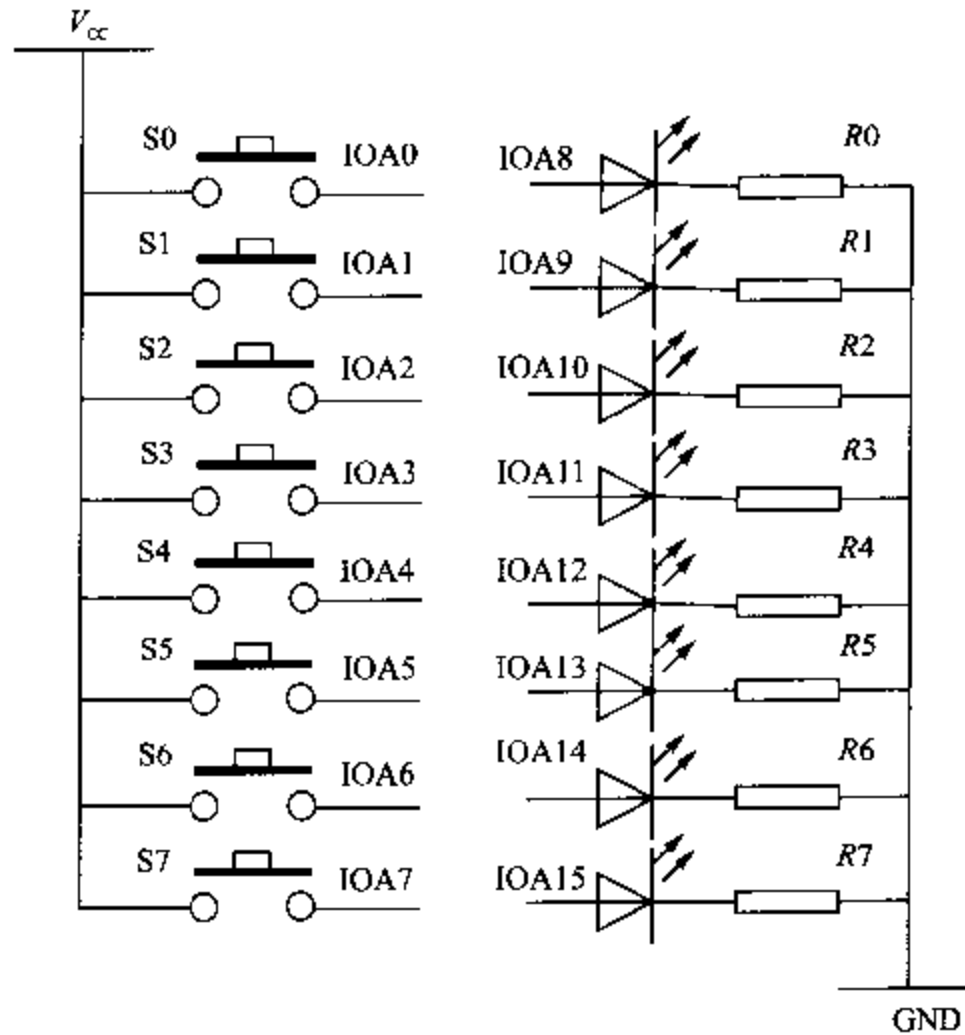 Vcc
S0 IOA0 IOA8 R0
S1 IOA1 IOA9 R1
S2 IOA2 IOA10 R2
S3 IOA3 IOA11 R3
S4 IOA4 IOA12 R4
S5 IOA5 IOA13 R5
S6 IOA6 IOA14 R6
S7 IOA7 IOA15 R7
GND